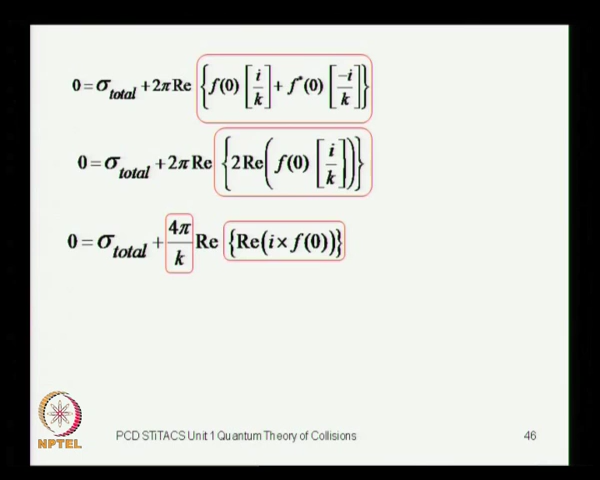 0 = σ_total + 2π Re { f(0) [i/k] + f*(0) [-i/k] }
0 = σ_total + 2π Re { 2 Re ( f(0) [i/k] ) }
0 = σ_total + 4π/k Re {Re(i × f(0))}
NPTEL
PCD STiTACS Unit 1 Quantum Theory of Collisions
46